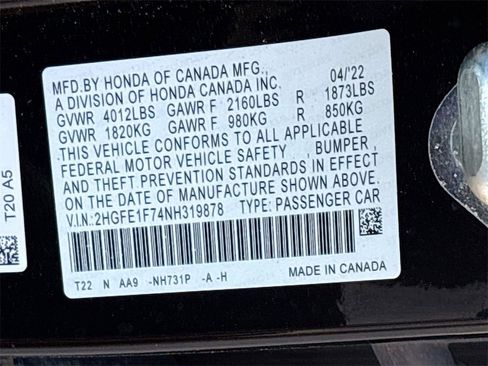 MFD.BY HONDA OF CANADA MFG., 04/'22
A DIVISION OF HONDA CANADA INC.
GVWR 4012LBS GAWR F 2160LBS R 1873LBS
GVWR 1820KG GAWR F 980KG R 850KG
THIS VEHICLE CONFORMS TO ALL APPLICABLE
FEDERAL MOTOR VEHICLE SAFETY BUMPER,
AND THEFT PREVENTION STANDARDS IN EFFECT
ON THE DATE OF MANUFACTURE SHOWN ABOVE.
V.I.N:2HGFE1F74NH319878 TYPE: PASSENGER CAR
T22 N AA9 -NH731P -A -H
MADE IN CANADA
T20 A5